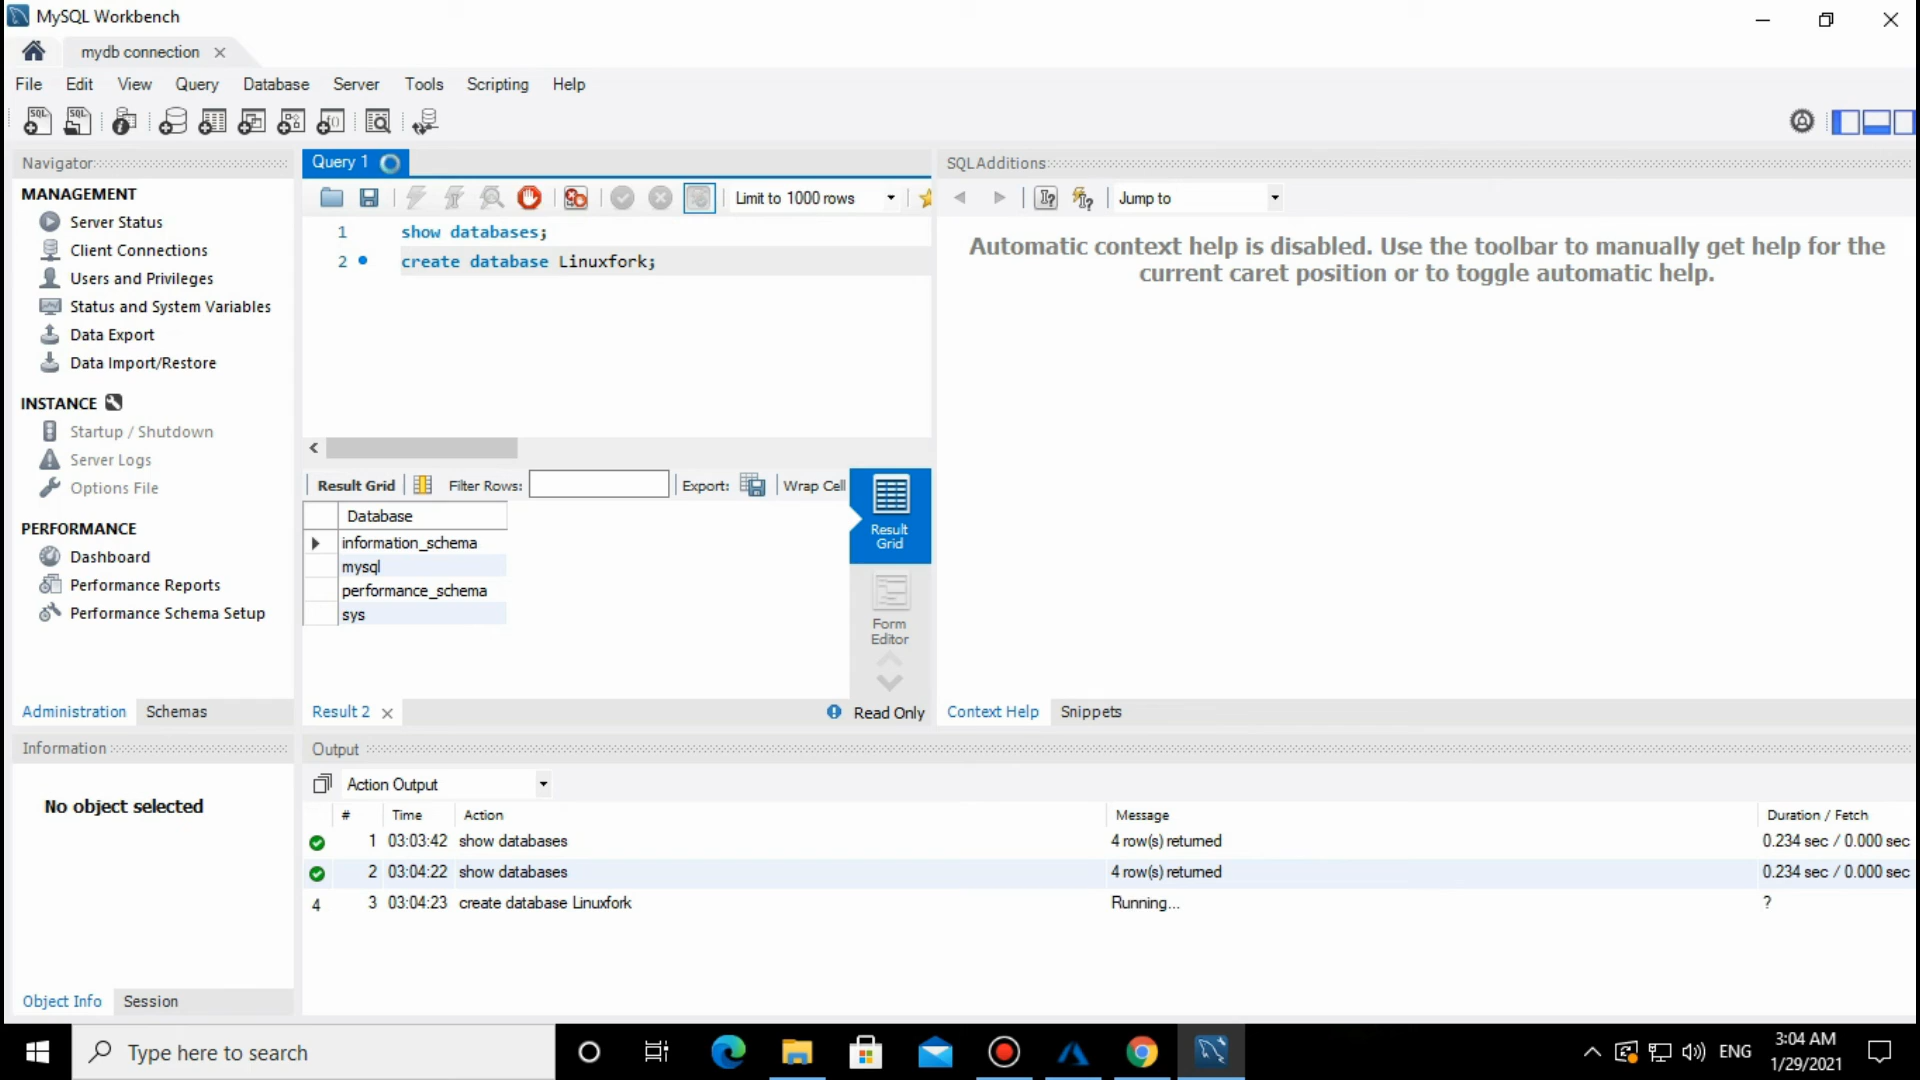 MySQL Workbench
mydb connection
File Edit View Query Database Server Tools Scripting Help
Navigator
MANAGEMENT
Server Status
Client Connections
Users and Privileges
Status and System Variables
Data Export
Data Import/Restore
INSTANCE
Startup / Shutdown
Server Logs
Options File
PERFORMANCE
Dashboard
Performance Reports
Performance Schema Setup
Administration Schemas
Query 1
Limit to 1000 rows
1 show databases;
2 create database Linuxfork;
Result Grid Filter Rows: Export: Wrap Cell
Database
information_schema
mysql
performance_schema
sys
Result
Grid
Form
Editor
Result 2 Read Only
SQLAdditions
Jump to
Automatic context help is disabled. Use the toolbar to manually get help for the
current caret position or to toggle automatic help.
Context Help Snippets
Information
No object selected
Object Info Session
Output
Action Output
# Time Action Message Duration / Fetch
1 03:03:42 show databases 4 row(s) returned 0.234 sec / 0.000 sec
2 03:04:22 show databases 4 row(s) returned 0.234 sec / 0.000 sec
4 3 03:04:23 create database Linuxfork Running... ?
Type here to search
ENG
3:04 AM
1/29/2021